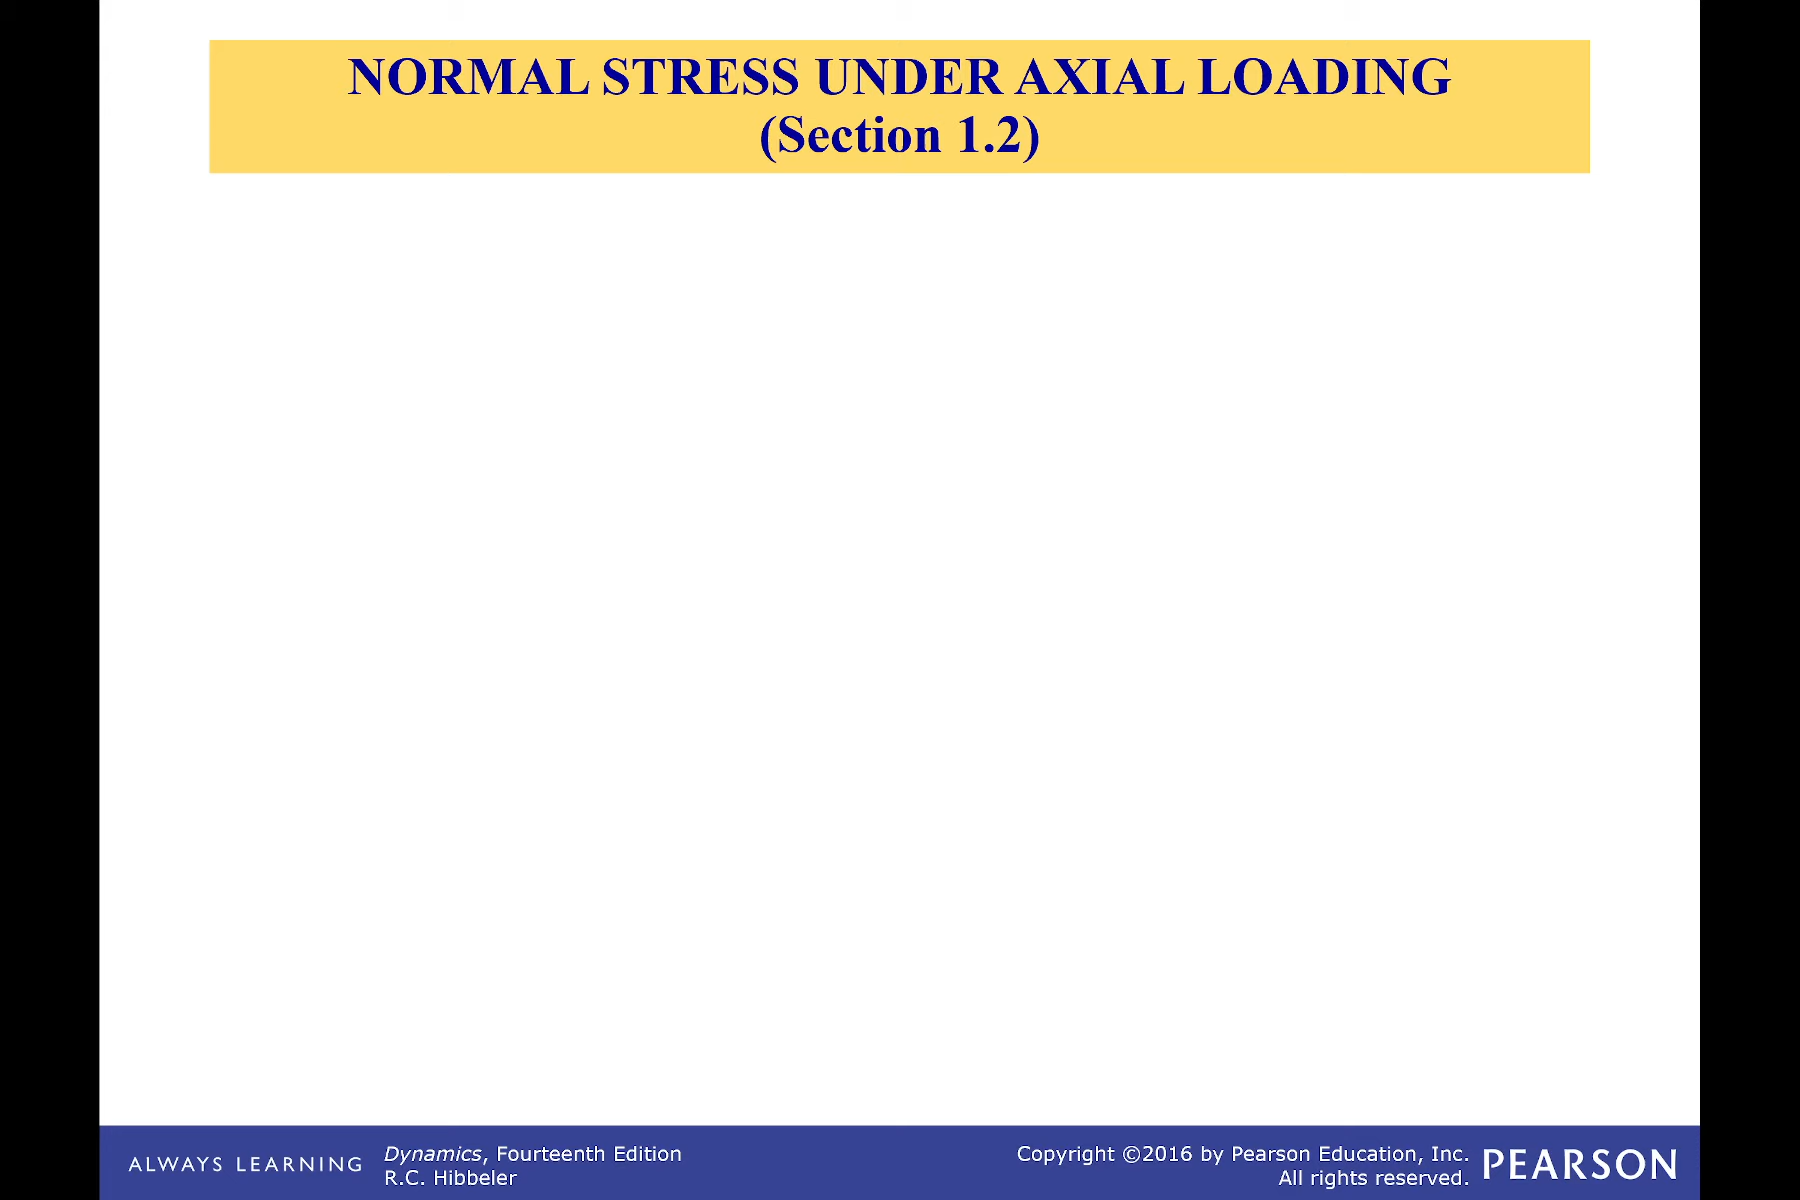 NORMAL STRESS UNDER AXIAL LOADING
(Section 1.2)
ALWAYS LEARNING
Dynamics, Fourteenth Edition
R.C. Hibbeler
Copyright ©2016 by Pearson Education, Inc.
All rights reserved.
PEARSON